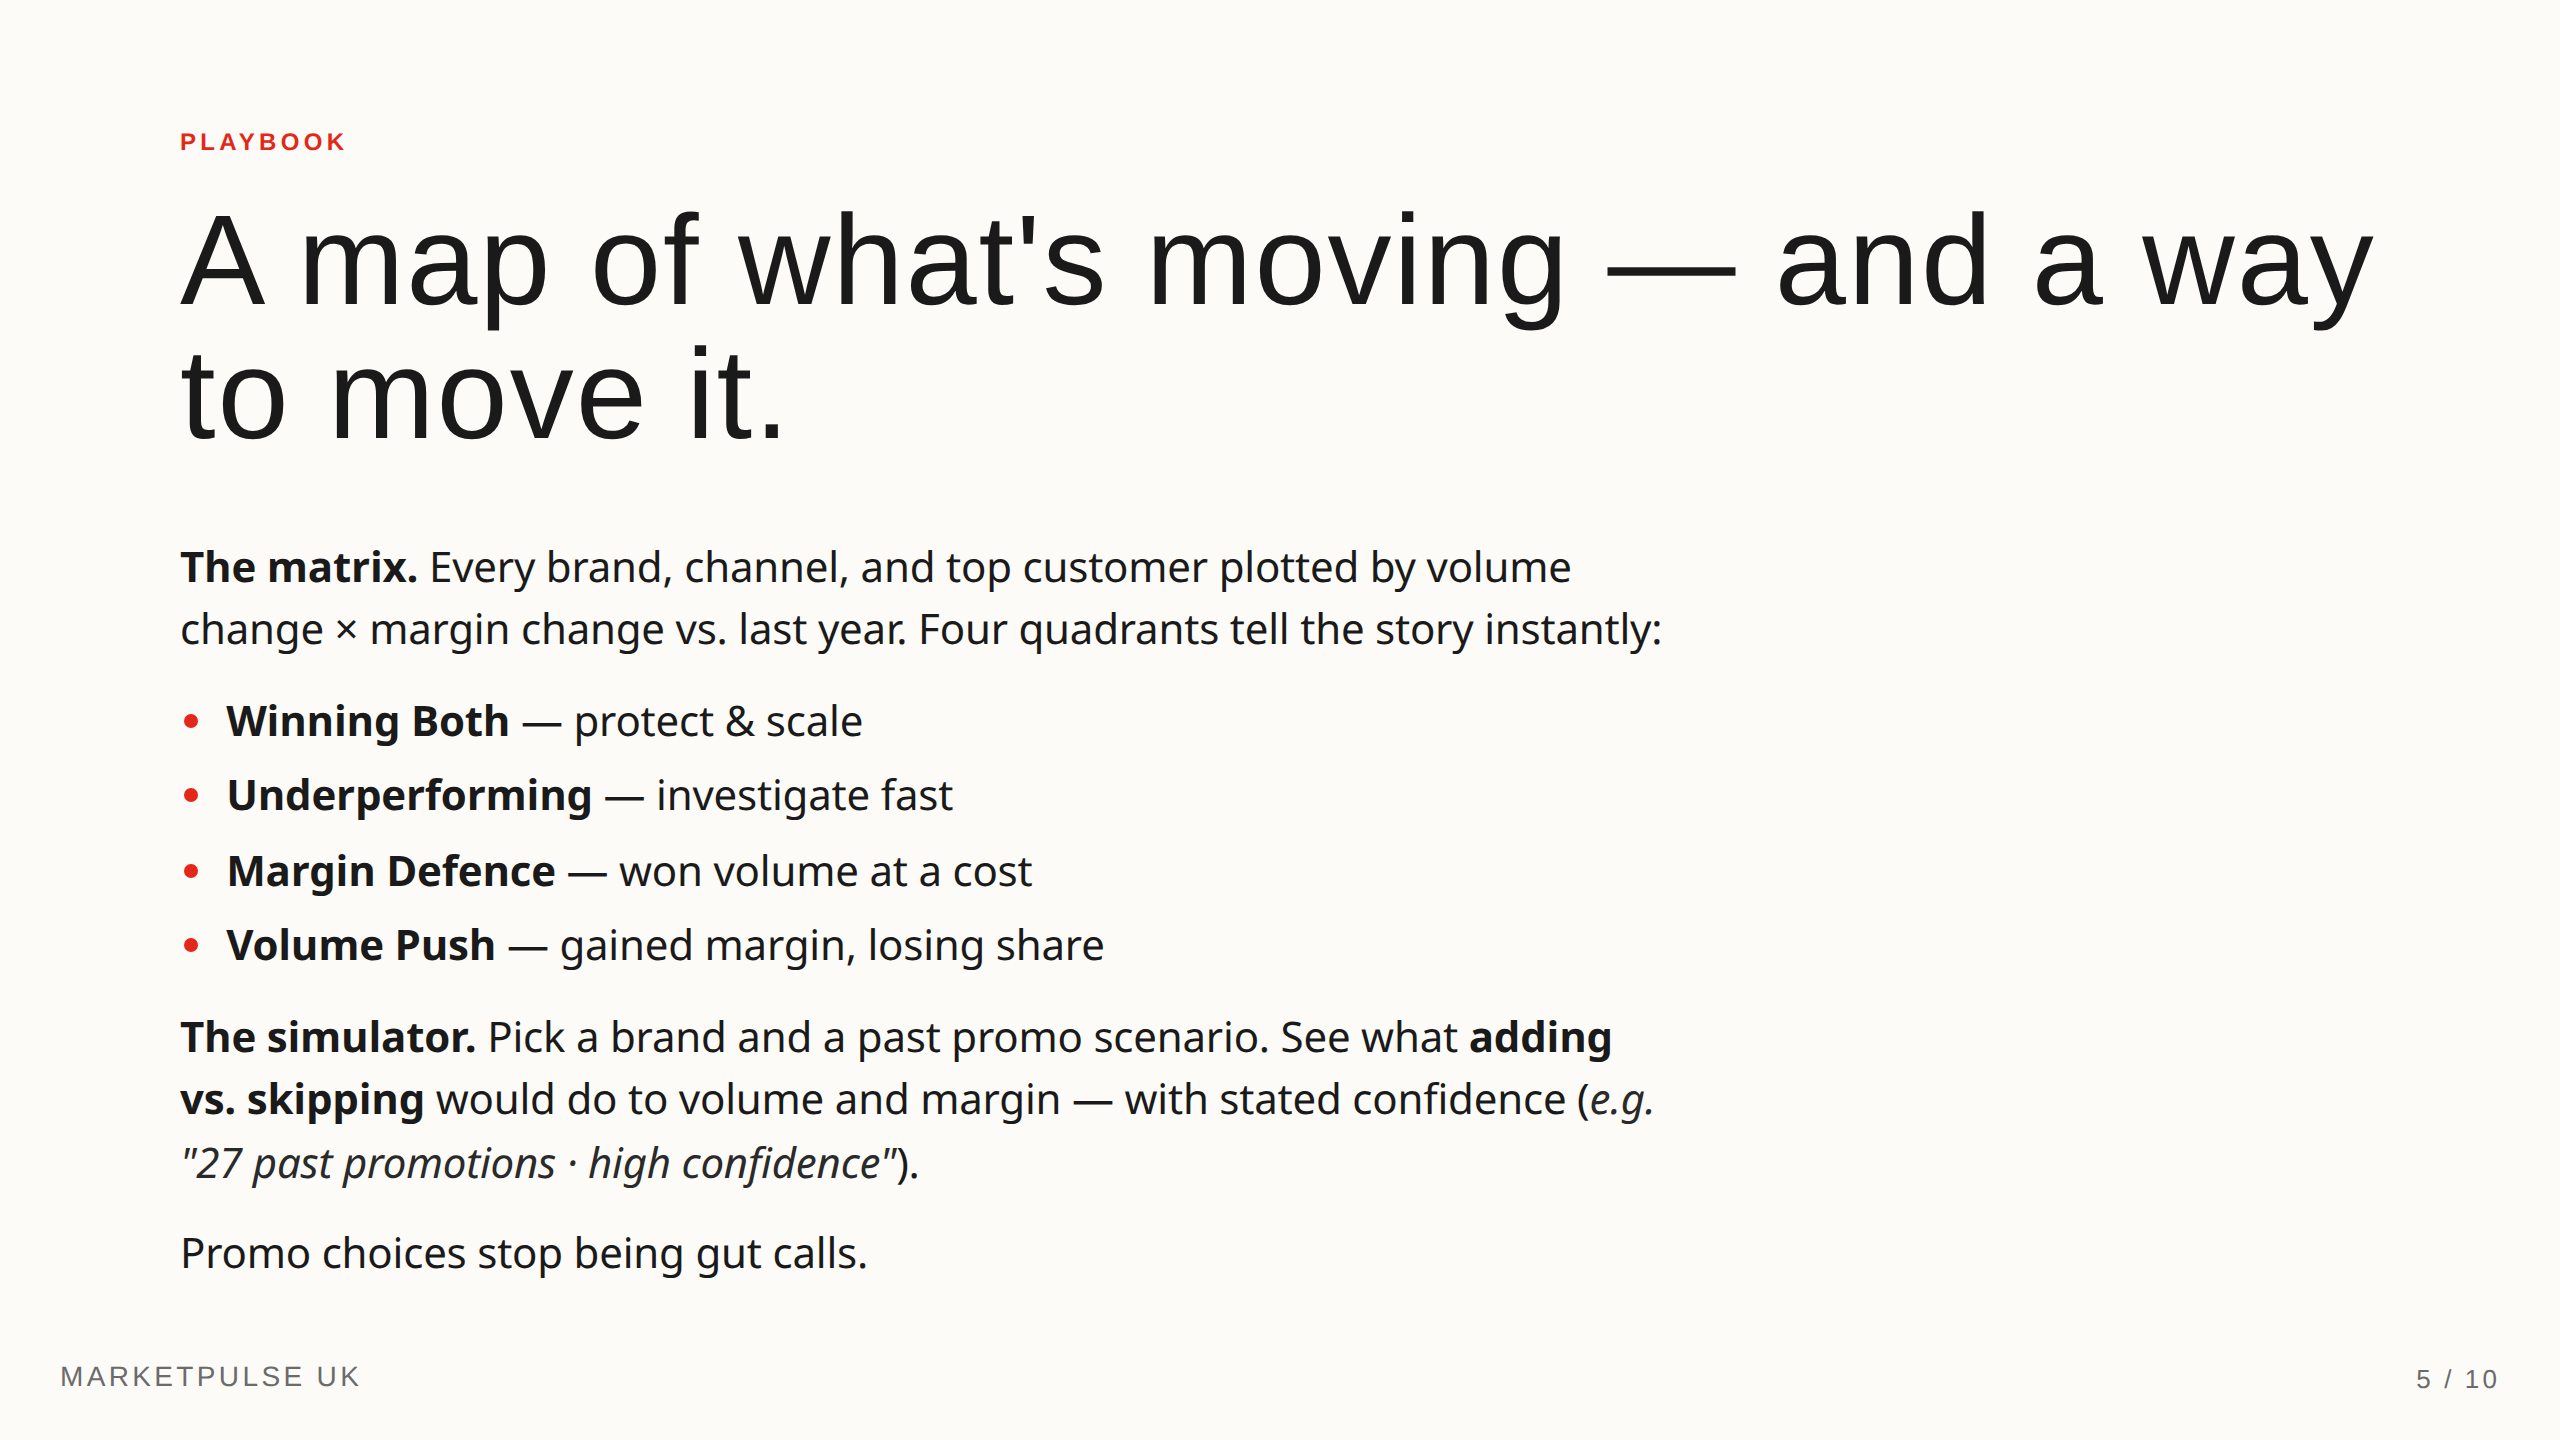 PLAYBOOK
A map of what's moving — and a way
to move it.
The matrix. Every brand, channel, and top customer plotted by volume
change × margin change vs. last year. Four quadrants tell the story instantly:
• Winning Both — protect & scale
• Underperforming — investigate fast
• Margin Defence — won volume at a cost
• Volume Push — gained margin, losing share
The simulator. Pick a brand and a past promo scenario. See what adding
vs. skipping would do to volume and margin — with stated confidence (e.g.
"27 past promotions · high confidence").
Promo choices stop being gut calls.
MARKETPULSE UK
5 / 10